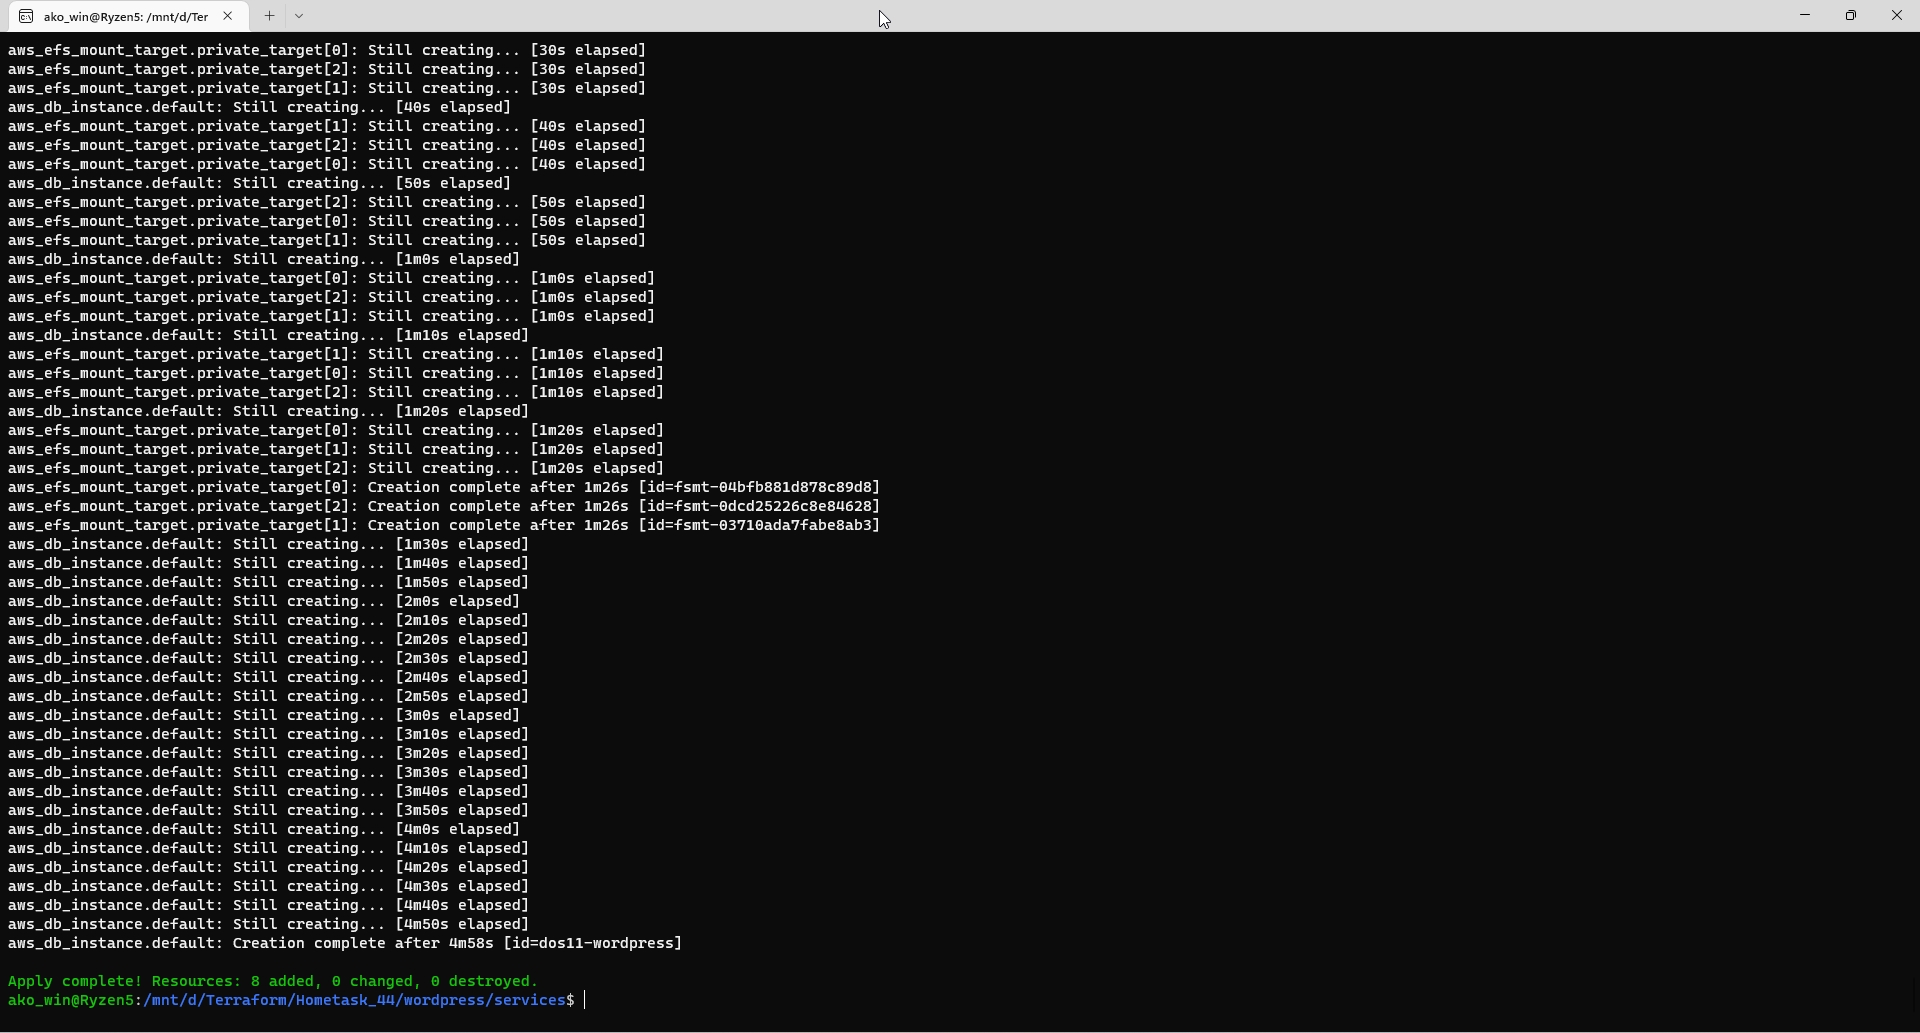 ako_win@Ryzen5: /mnt/d/Ter
aws_efs_mount_target.private_target[0]: Still creating... [30s elapsed]
aws_efs_mount_target.private_target[2]: Still creating... [30s elapsed]
aws_efs_mount_target.private_target[1]: Still creating... [30s elapsed]
aws_db_instance.default: Still creating... [40s elapsed]
aws_efs_mount_target.private_target[1]: Still creating... [40s elapsed]
aws_efs_mount_target.private_target[2]: Still creating... [40s elapsed]
aws_efs_mount_target.private_target[0]: Still creating... [40s elapsed]
aws_db_instance.default: Still creating... [50s elapsed]
aws_efs_mount_target.private_target[2]: Still creating... [50s elapsed]
aws_efs_mount_target.private_target[0]: Still creating... [50s elapsed]
aws_efs_mount_target.private_target[1]: Still creating... [50s elapsed]
aws_db_instance.default: Still creating... [1m0s elapsed]
aws_efs_mount_target.private_target[0]: Still creating... [1m0s elapsed]
aws_efs_mount_target.private_target[2]: Still creating... [1m0s elapsed]
aws_efs_mount_target.private_target[1]: Still creating... [1m0s elapsed]
aws_db_instance.default: Still creating... [1m10s elapsed]
aws_efs_mount_target.private_target[1]: Still creating... [1m10s elapsed]
aws_efs_mount_target.private_target[0]: Still creating... [1m10s elapsed]
aws_efs_mount_target.private_target[2]: Still creating... [1m10s elapsed]
aws_db_instance.default: Still creating... [1m20s elapsed]
aws_efs_mount_target.private_target[0]: Still creating... [1m20s elapsed]
aws_efs_mount_target.private_target[1]: Still creating... [1m20s elapsed]
aws_efs_mount_target.private_target[2]: Still creating... [1m20s elapsed]
aws_efs_mount_target.private_target[0]: Creation complete after 1m26s [id=fsmt-04bfb881d878c89d8]
aws_efs_mount_target.private_target[2]: Creation complete after 1m26s [id=fsmt-0dcd25226c8e84628]
aws_efs_mount_target.private_target[1]: Creation complete after 1m26s [id=fsmt-03710ada7fabe8ab3]
aws_db_instance.default: Still creating... [1m30s elapsed]
aws_db_instance.default: Still creating... [1m40s elapsed]
aws_db_instance.default: Still creating... [1m50s elapsed]
aws_db_instance.default: Still creating... [2m0s elapsed]
aws_db_instance.default: Still creating... [2m10s elapsed]
aws_db_instance.default: Still creating... [2m20s elapsed]
aws_db_instance.default: Still creating... [2m30s elapsed]
aws_db_instance.default: Still creating... [2m40s elapsed]
aws_db_instance.default: Still creating... [2m50s elapsed]
aws_db_instance.default: Still creating... [3m0s elapsed]
aws_db_instance.default: Still creating... [3m10s elapsed]
aws_db_instance.default: Still creating... [3m20s elapsed]
aws_db_instance.default: Still creating... [3m30s elapsed]
aws_db_instance.default: Still creating... [3m40s elapsed]
aws_db_instance.default: Still creating... [3m50s elapsed]
aws_db_instance.default: Still creating... [4m0s elapsed]
aws_db_instance.default: Still creating... [4m10s elapsed]
aws_db_instance.default: Still creating... [4m20s elapsed]
aws_db_instance.default: Still creating... [4m30s elapsed]
aws_db_instance.default: Still creating... [4m40s elapsed]
aws_db_instance.default: Still creating... [4m50s elapsed]
aws_db_instance.default: Creation complete after 4m58s [id=dos11-wordpress]
Apply complete! Resources: 8 added, 0 changed, 0 destroyed.
ako_win@Ryzen5:/mnt/d/Terraform/Hometask_44/wordpress/services$